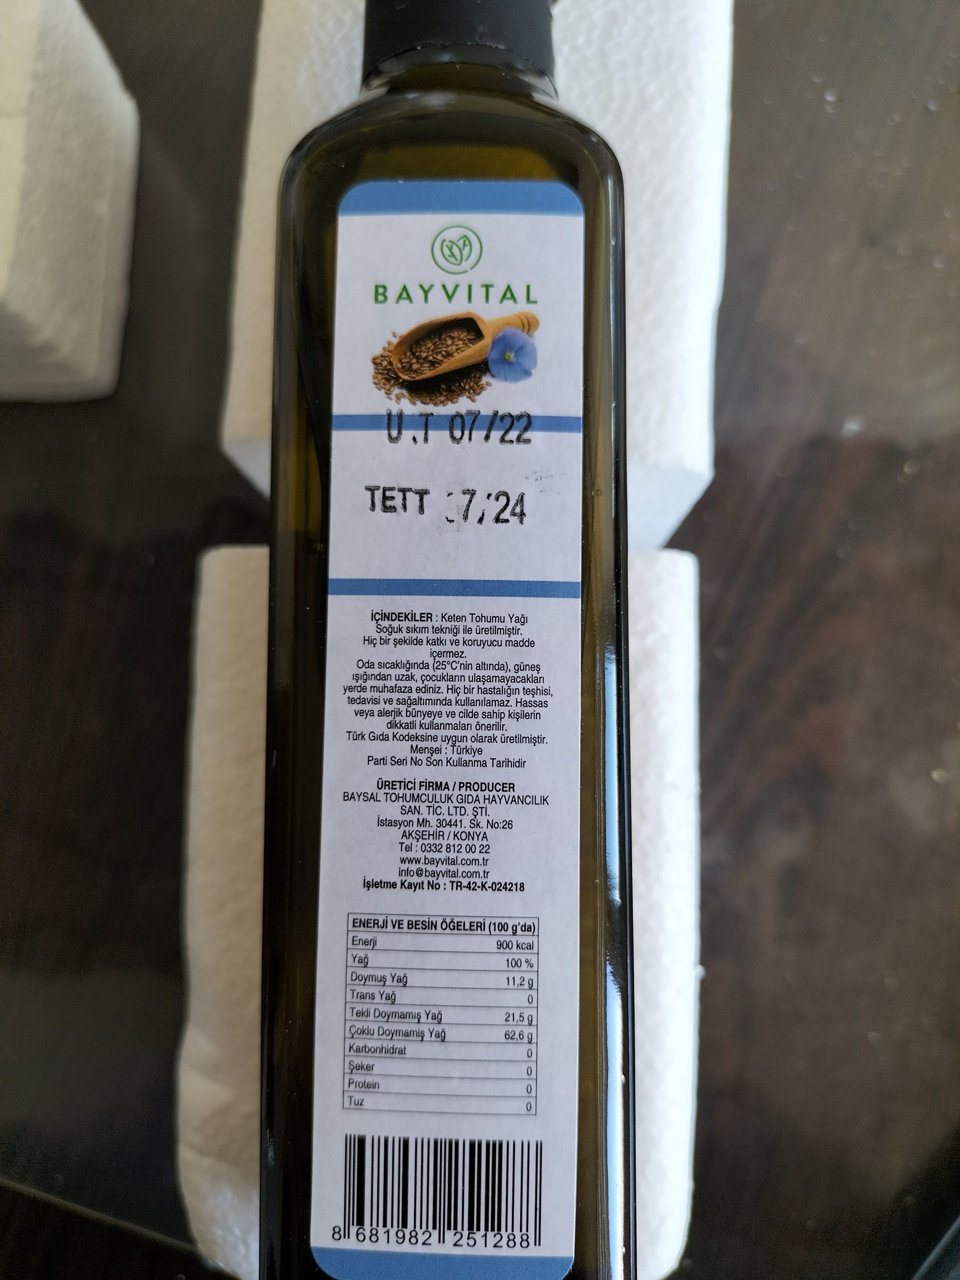 BAYVITAL
U.T 07/22
TETT 7/24
İÇİNDEKİLER : Keten Tohumu Yağı
Soğuk sıkım tekniği ile üretilmiştir.
Hiç bir şekilde katkı ve koruyucu madde
içermez.
Oda sıcaklığında (25°C'nin altında), güneş
ışığından uzak, çocukların ulaşamayacakları
yerde muhafaza ediniz. Hiç bir hastalığın teşhisi,
tedavisi ve sağaltımında kullanılamaz. Hassas
veya alerjik bünyeye ve cilde sahip kişilerin
dikkatli kullanmaları önerilir.
Türk Gıda Kodeksine uygun olarak üretilmiştir.
Menşei : Türkiye
Parti Seri No Son Kullanma Tarihidir
ÜRETİCİ FİRMA / PRODUCER
BAYSAL TOHUMCULUK GIDA HAYVANCILIK
SAN. TİC. LTD. ŞTİ.
İstasyon Mh. 30441. Sk. No:26
AKŞEHİR / KONYA
Tel : 0332 812 00 22
www.bayvital.com.tr
info@bayvital.com.tr
İşletme Kayıt No : TR-42-K-024218
ENERJİ VE BESİN ÖĞELERİ (100 g'da)
Enerji 900 kcal
Yağ 100 %
Doymuş Yağ 11,2 g
Trans Yağ 0
Tekli Doymamış Yağ 21,5 g
Çoklu Doymamış Yağ 62,6 g
Karbonhidrat 0
Şeker 0
Protein 0
Tuz 0
8 681982 251288